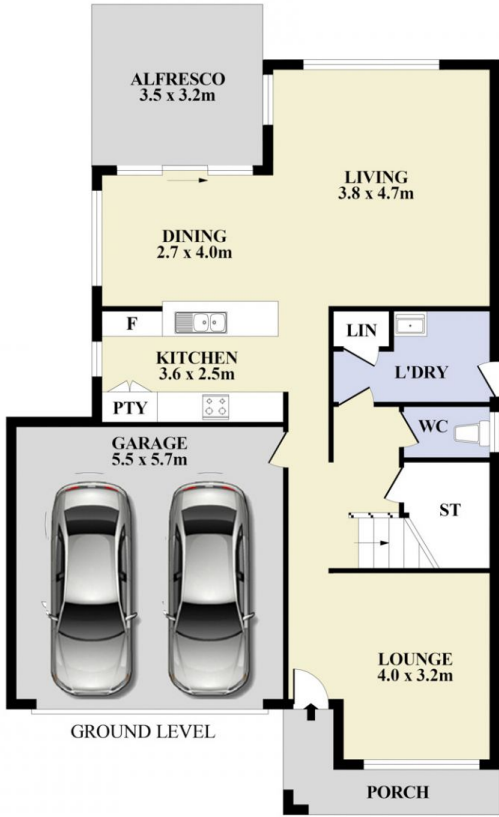 ALFRESCO
3.5 x 3.2m
LIVING
3.8 x 4.7m
DINING
2.7 x 4.0m
F
LIN
KITCHEN
3.6 x 2.5m
L'DRY
PTY
WC
GARAGE
5.5 x 5.7m
ST
LOUNGE
4.0 x 3.2m
GROUND LEVEL
PORCH